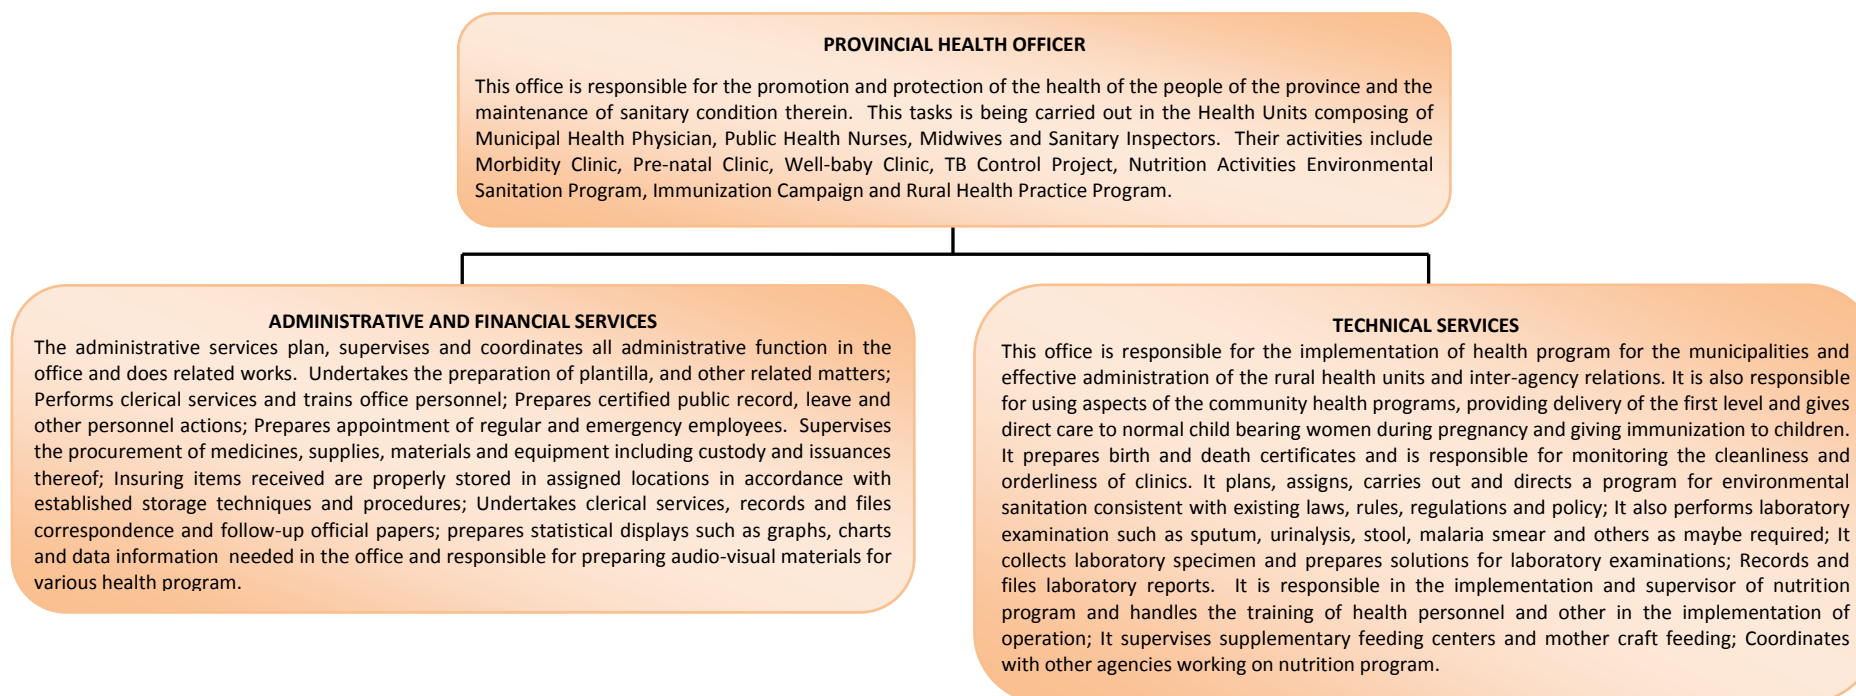 PROVINCIAL HEALTH OFFICER
This office is responsible for the promotion and protection of the health of the people of the province and the
maintenance of sanitary condition therein. This tasks is being carried out in the Health Units composing of
Municipal Health Physician, Public Health Nurses, Midwives and Sanitary Inspectors. Their activities include
Morbidity Clinic, Pre-natal Clinic, Well-baby Clinic, TB Control Project, Nutrition Activities Environmental
Sanitation Program, Immunization Campaign and Rural Health Practice Program.
ADMINISTRATIVE AND FINANCIAL SERVICES
The administrative services plan, supervises and coordinates all administrative function in the
office and does related works. Undertakes the preparation of plantilla, and other related matters;
Performs clerical services and trains office personnel; Prepares certified public record, leave and
other personnel actions; Prepares appointment of regular and emergency employees. Supervises
the procurement of medicines, supplies, materials and equipment including custody and issuances
thereof; Insuring items received are properly stored in assigned locations in accordance with
established storage techniques and procedures; Undertakes clerical services, records and files
correspondence and follow-up official papers; prepares statistical displays such as graphs, charts
and data information needed in the office and responsible for preparing audio-visual materials for
various health program.
TECHNICAL SERVICES
This office is responsible for the implementation of health program for the municipalities and
effective administration of the rural health units and inter-agency relations. It is also responsible
for using aspects of the community health programs, providing delivery of the first level and gives
direct care to normal child bearing women during pregnancy and giving immunization to children.
It prepares birth and death certificates and is responsible for monitoring the cleanliness and
orderliness of clinics. It plans, assigns, carries out and directs a program for environmental
sanitation consistent with existing laws, rules, regulations and policy; It also performs laboratory
examination such as sputum, urinalysis, stool, malaria smear and others as maybe required; It
collects laboratory specimen and prepares solutions for laboratory examinations; Records and
files laboratory reports. It is responsible in the implementation and supervisor of nutrition
program and handles the training of health personnel and other in the implementation of
operation; It supervises supplementary feeding centers and mother craft feeding; Coordinates
with other agencies working on nutrition program.